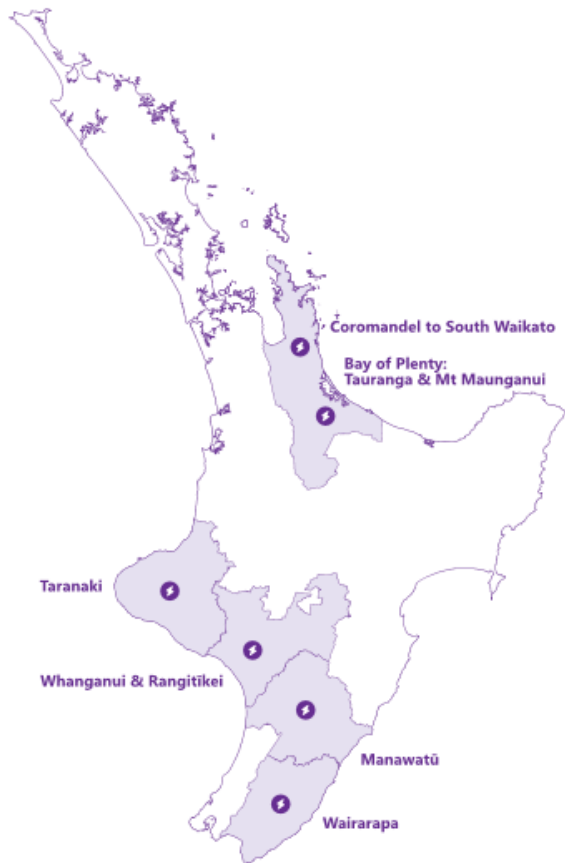 Coromandel to South Waikato
Bay of Plenty:
Tauranga & Mt Maunganui
Taranaki
Whanganui & Rangitīkei
Manawatū
Wairarapa